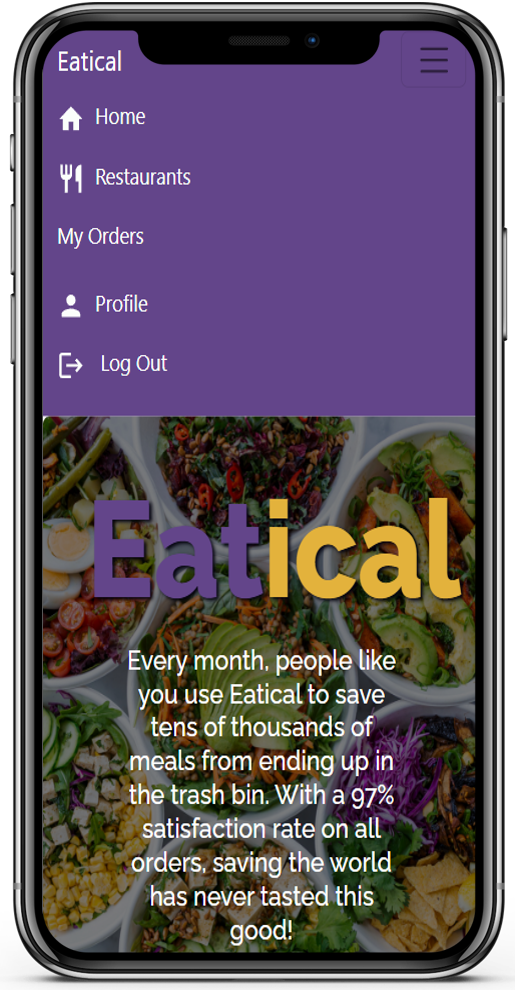 Eatical
Home
Restaurants
My Orders
Profile
Log Out
Eatical
Every month, people like
you use Eatical to save
tens of thousands of
meals from ending up in
the trash bin. With a 97%
satisfaction rate on all
orders, saving the world
has never tasted this
good!